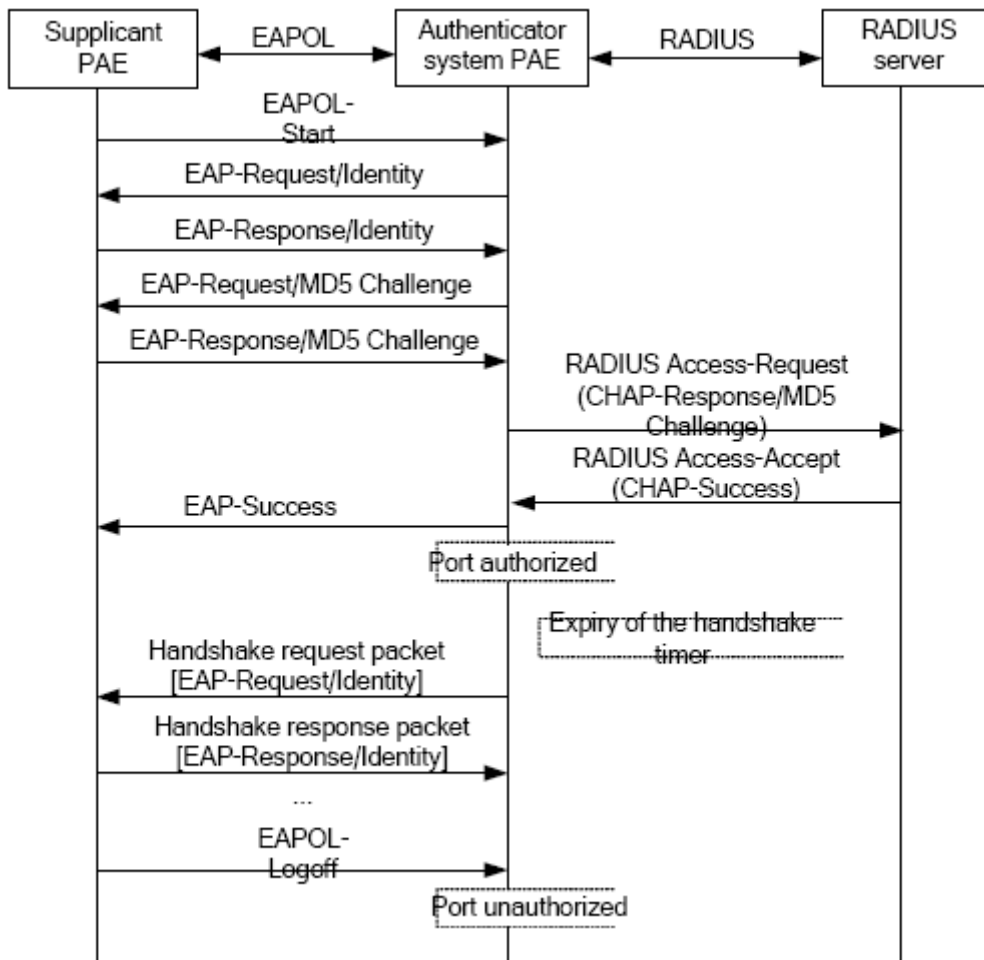 Supplicant
PAE
EAPOL
Authenticator
system PAE
RADIUS
RADIUS
server
EAPOL-
Start
EAP-Request/Identity
EAP-Response/Identity
EAP-Request/MD5 Challenge
EAP-Response/MD5 Challenge
RADIUS Access-Request
(CHAP-Response/MD5
Challenge)
RADIUS Access-Accept
(CHAP-Success)
EAP-Success
Port authorized
Expiry of the handshake
timer
Handshake request packet
[EAP-Request/Identity]
Handshake response packet
[EAP-Response/Identity]
...
EAPOL-
Logoff
Port unauthorized